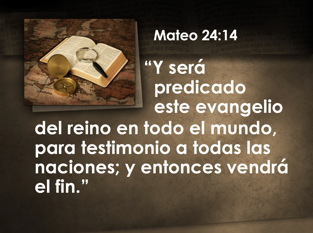 Mateo 24:14
“Y será
predicado
este evangelio
del reino en todo el mundo,
para testimonio a todas las
naciones; y entonces vendrá
el fin.”